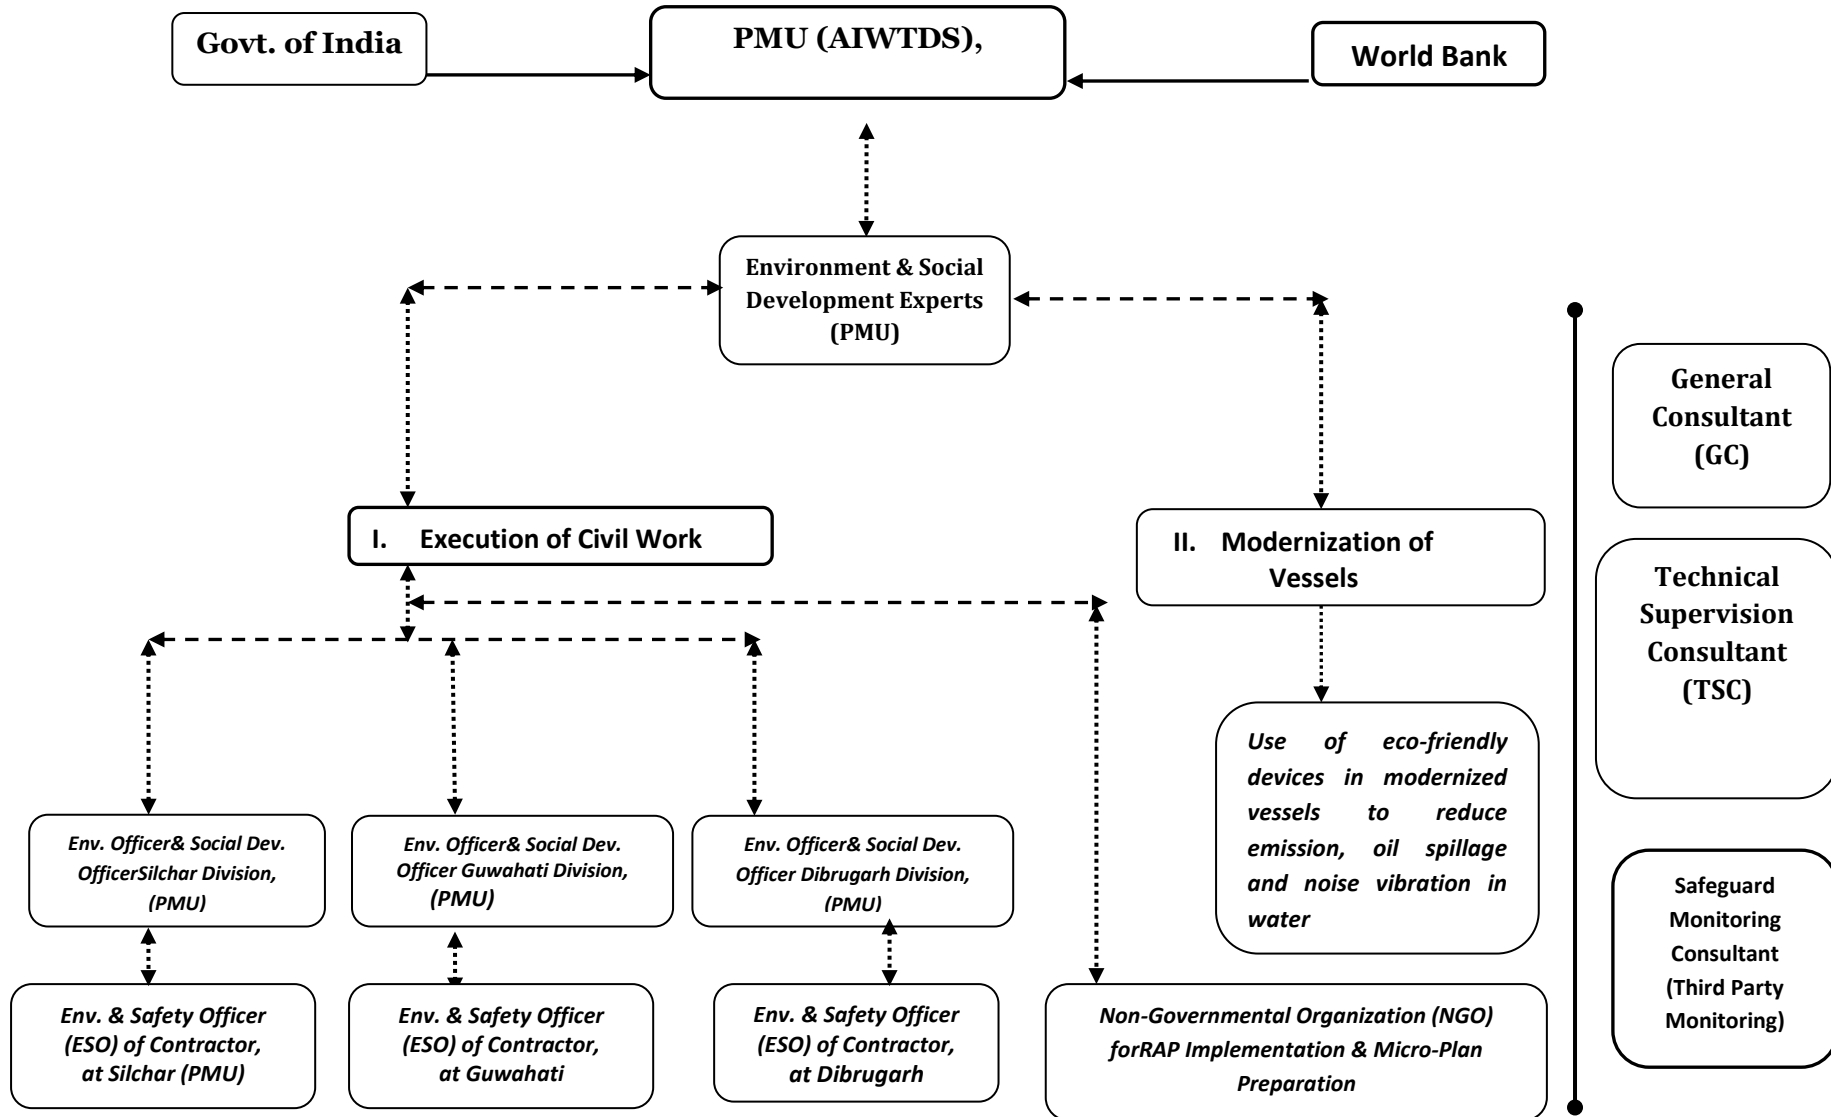 Govt. of India
PMU (AIWTDS),
World Bank
Environment & Social
Development Experts
(PMU)
General
Consultant
(GC)
I. Execution of Civil Work
II. Modernization of
Vessels
Technical
Supervision
Consultant
(TSC)
Use of eco-friendly
devices in modernized
vessels to reduce
emission, oil spillage
and noise vibration in
water
Env. Officer& Social Dev.
OfficerSilchar Division,
(PMU)
Env. Officer& Social Dev.
Officer Guwahati Division,
(PMU)
Env. Officer& Social Dev.
Officer Dibrugarh Division,
(PMU)
Safeguard
Monitoring
Consultant
(Third Party
Monitoring)
Env. & Safety Officer
(ESO) of Contractor,
at Silchar (PMU)
Env. & Safety Officer
(ESO) of Contractor,
at Guwahati
Env. & Safety Officer
(ESO) of Contractor,
at Dibrugarh
Non-Governmental Organization (NGO)
forRAP Implementation & Micro-Plan
Preparation